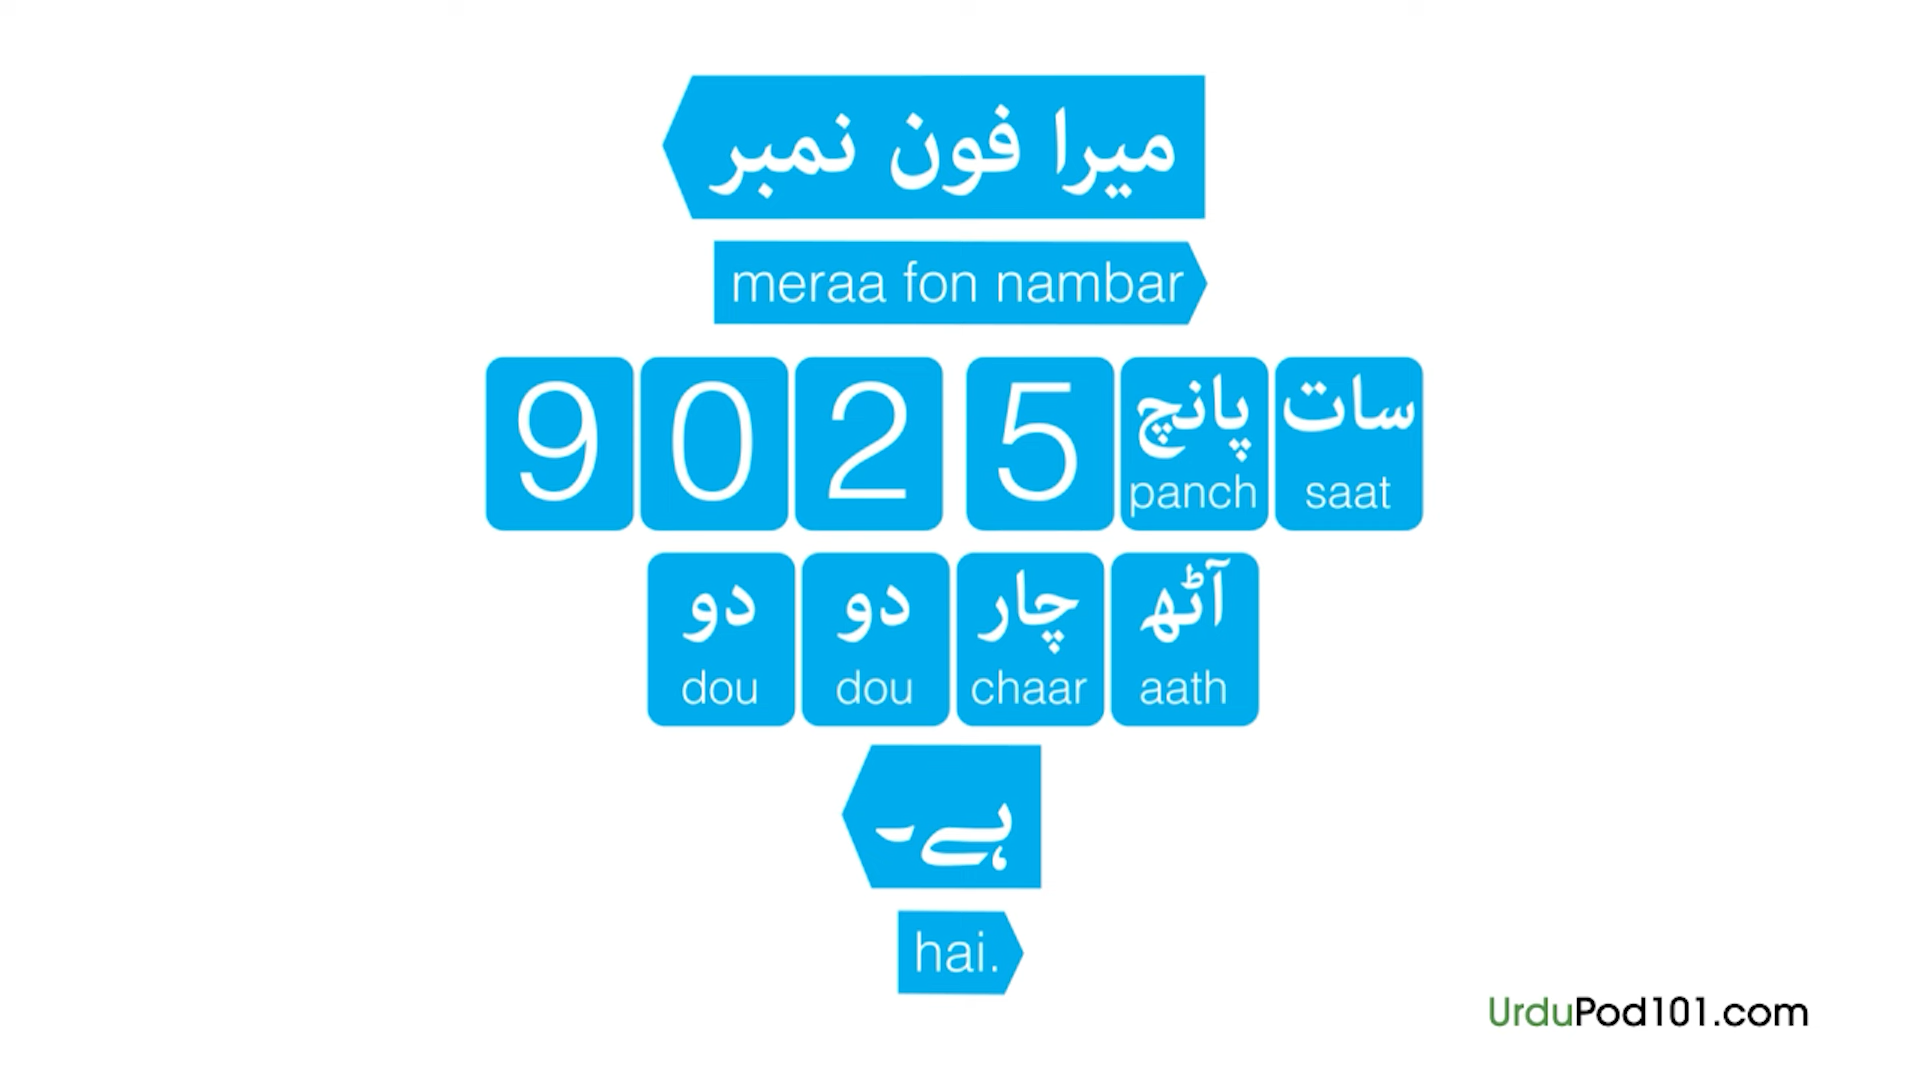 میرا فون نمبر
meraa fon nambar
9 0 2 5 پانچ سات
panch saat
دو دو چار آٹھ
dou dou chaar aath
ہے۔
hai.
UrduPod101.com